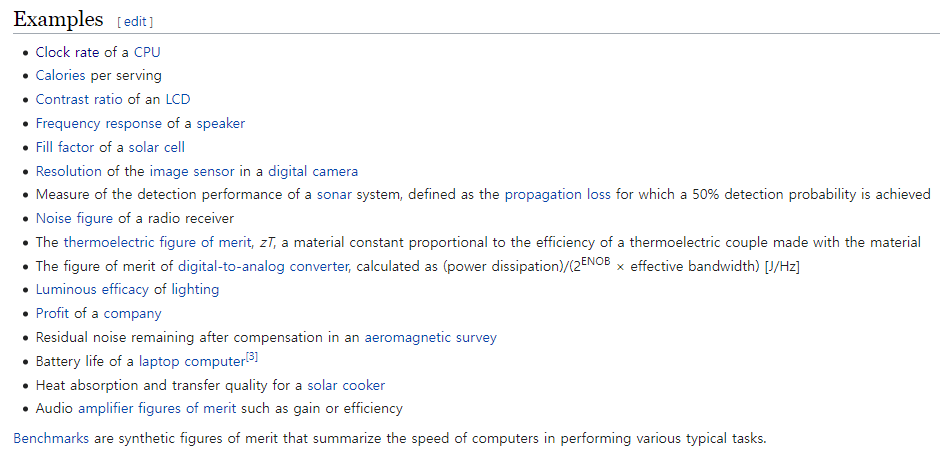 Examples [edit]
• Clock rate of a CPU
• Calories per serving
• Contrast ratio of an LCD
• Frequency response of a speaker
• Fill factor of a solar cell
• Resolution of the image sensor in a digital camera
• Measure of the detection performance of a sonar system, defined as the propagation loss for which a 50% detection probability is achieved
• Noise figure of a radio receiver
• The thermoelectric figure of merit, zT, a material constant proportional to the efficiency of a thermoelectric couple made with the material
• The figure of merit of digital-to-analog converter, calculated as (power dissipation)/(2^ENOB × effective bandwidth) [J/Hz]
• Luminous efficacy of lighting
• Profit of a company
• Residual noise remaining after compensation in an aeromagnetic survey
• Battery life of a laptop computer[3]
• Heat absorption and transfer quality for a solar cooker
• Audio amplifier figures of merit such as gain or efficiency
Benchmarks are synthetic figures of merit that summarize the speed of computers in performing various typical tasks.